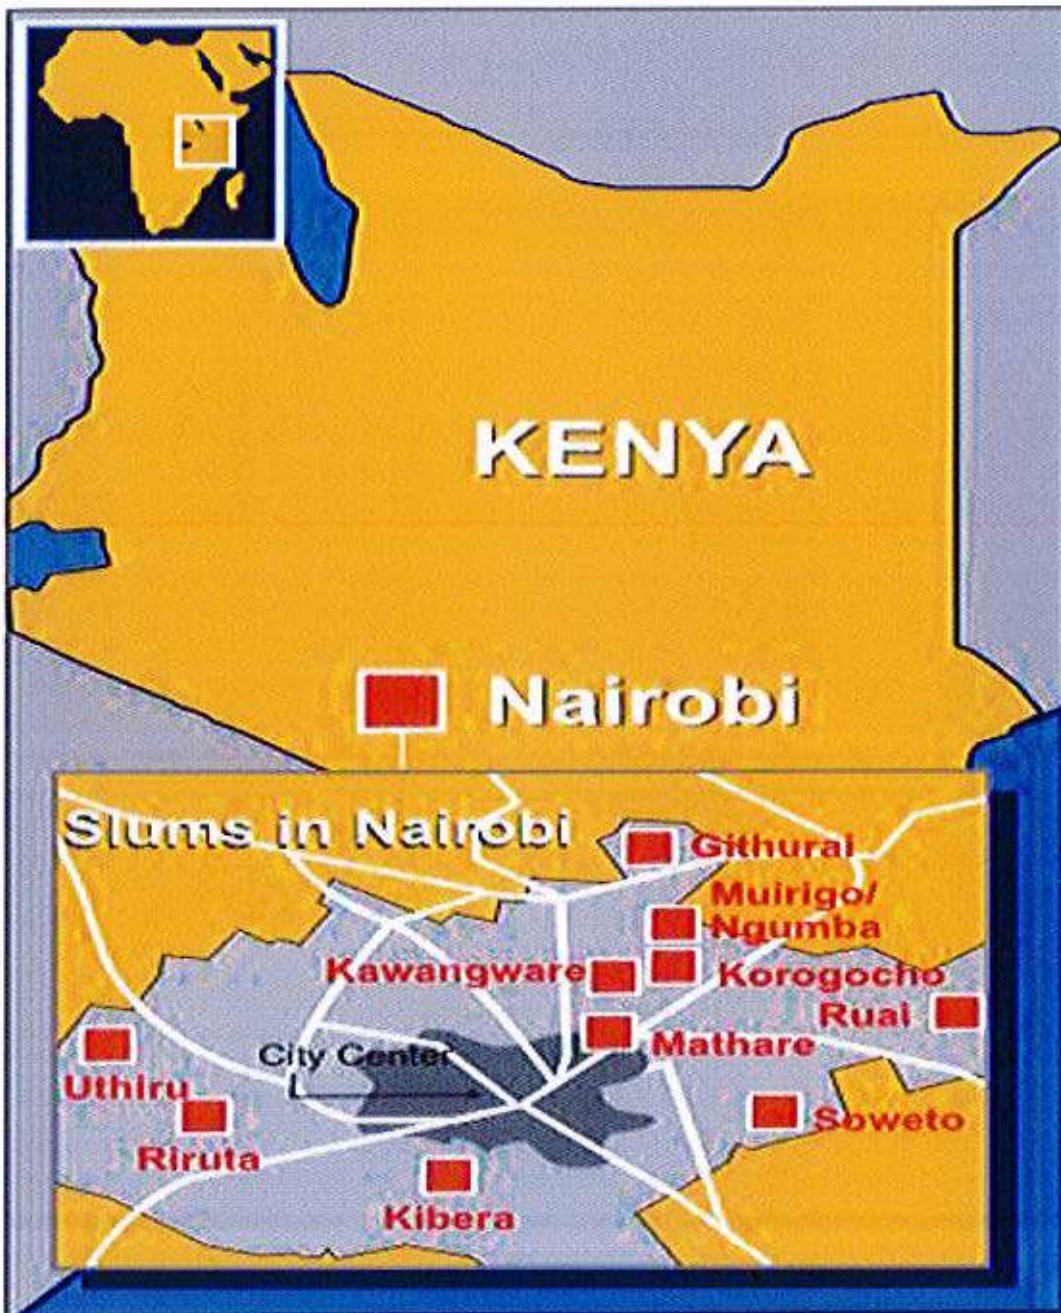 KENYA
Nairobi
Slums in Nairobi
Githurai
Muirigo/
Ngumba
Kawangware
Korogocho
Ruai
Mathare
City Center
Uthiru
Soweto
Riruta
Kibera